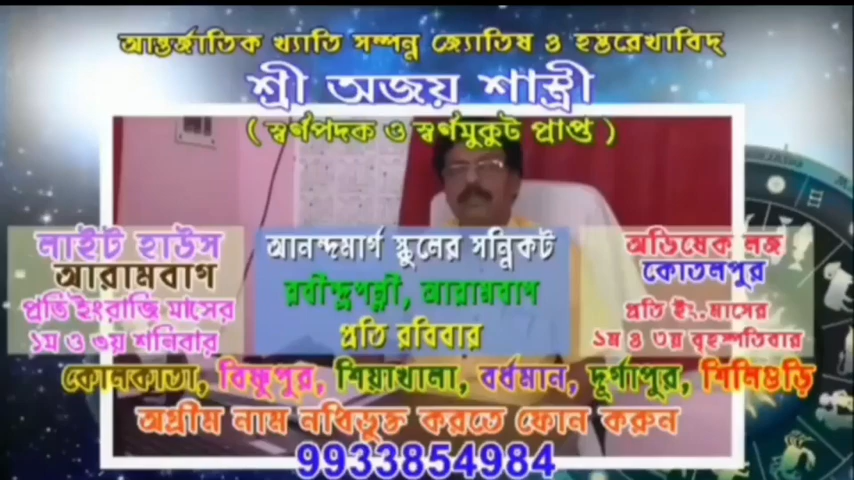 আন্তর্জাতিক খ্যাতি সম্পন্ন জ্যোতিষ ও হস্তরেখাবিদ্
শ্রী অজয় শাস্ত্রী
( স্বর্ণপদক ও স্বর্ণমুকুট প্রাপ্ত )
লাইট হাউস
আরামবাগ
প্রতি ইংরাজি মাসের
১ম ও ৩য় শনিবার
আনন্দমার্গ স্কুলের সন্নিকট
রবীন্দ্রপল্লী, আরামবাগ
প্রতি রবিবার
অভিষেক লজ
কোতলপুর
প্রতি ইং.মাসের
১ম ও ৩য় বৃহস্পতিবার
কোলকাতা, বিষ্ণুপুর, শিয়াখালা, বর্ধমান, দূর্গাপুর, শিলিগুড়ি
অগ্রীম নাম নথিভুক্ত করতে ফোন করুন
9933854984